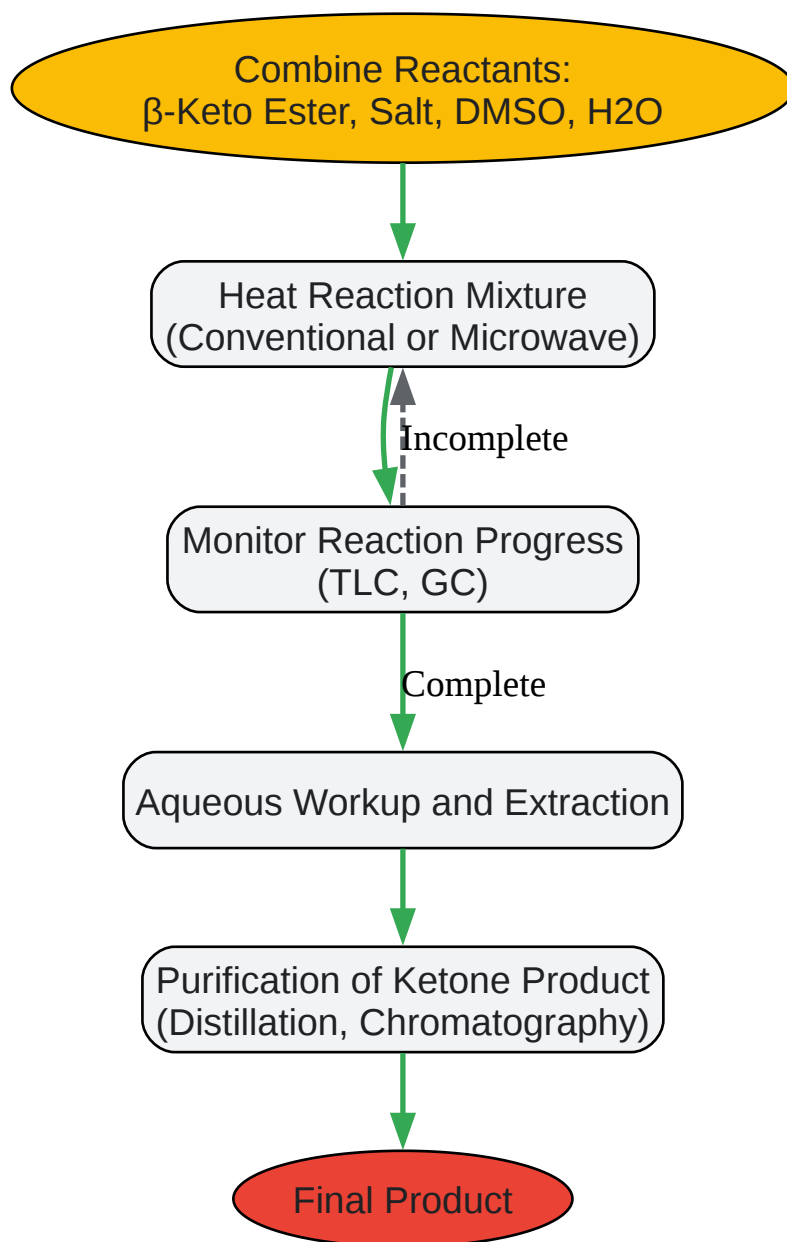 Combine Reactants:
β-Keto Ester, Salt, DMSO, H2O
Heat Reaction Mixture
(Conventional or Microwave)
Incomplete
Monitor Reaction Progress
(TLC, GC)
Complete
Aqueous Workup and Extraction
Purification of Ketone Product
(Distillation, Chromatography)
Final Product